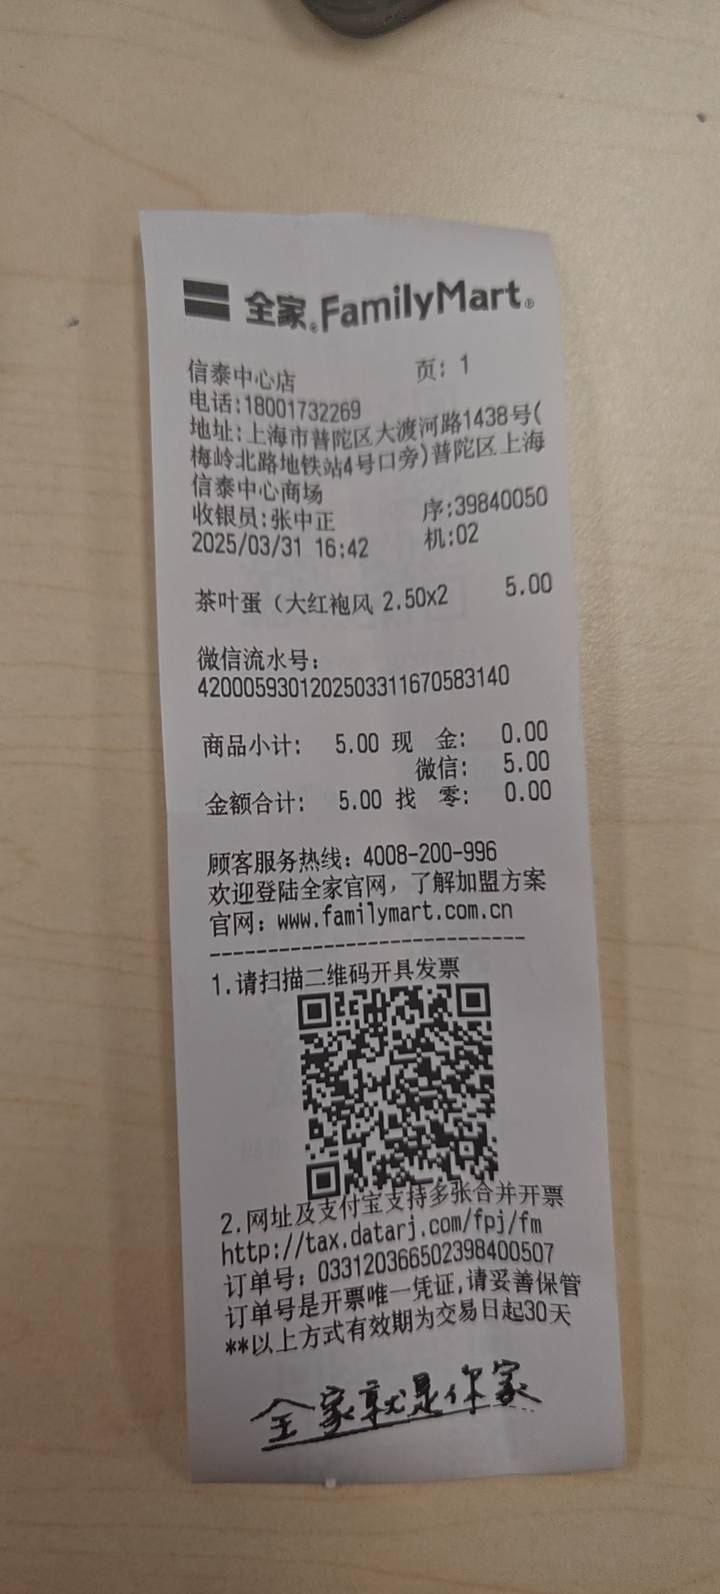 全家®FamilyMart®
信泰中心店 页: 1
电话:18001732269
地址:上海市普陀区大渡河路1438号(
梅岭北路地铁站4号口旁)普陀区上海
信泰中心商场
收银员:张中正 序:39840050
2025/03/31 16:42 机:02
茶叶蛋（大红袍风 2.50x2 5.00
微信流水号：
4200059301202503311670583140
商品小计: 5.00 现 金: 0.00
微信: 5.00
金额合计: 5.00 找 零: 0.00
顾客服务热线：4008-200-996
欢迎登陆全家官网，了解加盟方案
官网：www.familymart.com.cn
----------------------------
1.请扫描二维码开具发票
2.网址及支付宝支持多张合并开票
http://tax.datarj.com/fpj/fm
订单号：033120366502398400507
订单号是开票唯一凭证,请妥善保管
**以上方式有效期为交易日起30天
全家就是你家